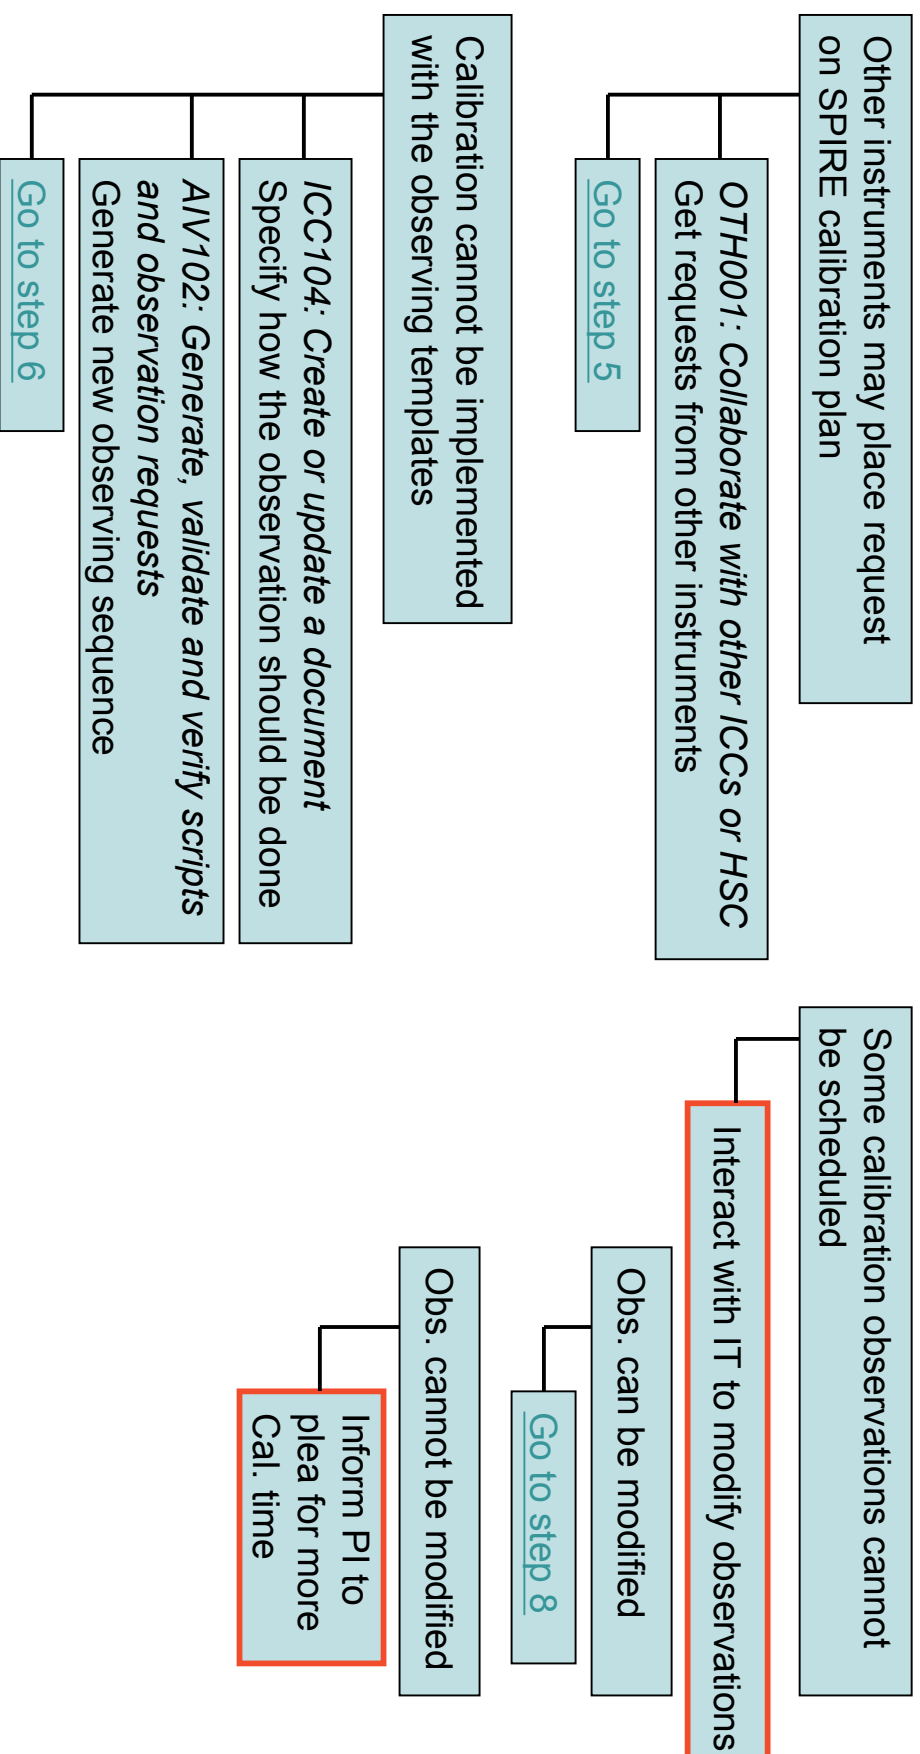 Other instruments may place request
on SPIRE calibration plan
OTH001: Collaborate with other ICCs or HSC
Get requests from other instruments
Go to step 5
Calibration cannot be implemented
with the observing templates
ICC104: Create or update a document
Specify how the observation should be done
AIV102: Generate, validate and verify scripts
and observation requests
Generate new observing sequence
Go to step 6
Some calibration observations cannot
be scheduled
Interact with IT to modify observations
Obs. can be modified
Go to step 8
Obs. cannot be modified
Inform PI to
plea for more
Cal. time